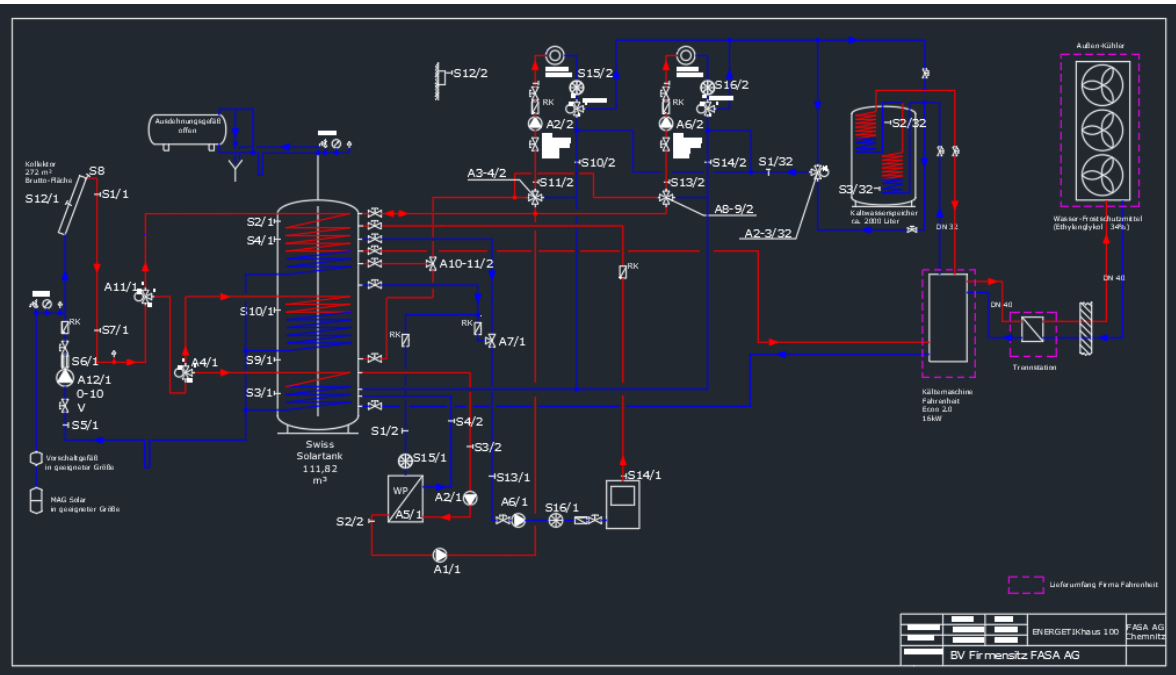 Außen-Kühler
S12/2
S15/2
S16/2
RK
RK
Ausdehnungsgefäß
offen
A2/2
A6/2
S2/32
Kollektor
272 m²
Brutto-Fläche
S8
S10/2
S14/2
S1/32
S1/1
A3-4/2
S11/2
S13/2
S3/32
S12/1
A8-9/2
Kaltwasserspeicher
ca. 2000 Liter
Wasser-Frostschutzmittel
(Ethylenglykol 34%)
S2/1
DN 32
A2-3/32
S4/1
A10-11/2
RK
DN 40
A11/1
DN 40
S10/1
RK
S7/1
RK
RK
A7/1
S6/1
A4/1
S9/1
Trennstation
A12/1
0-10
V
S3/1
Kältemaschine
Fahrenheit
Ecoo 2.0
16kW
S5/1
S1/2
S4/2
Swiss
Solartank
111,82
m³
S3/2
Vorschaltgefäß
in geeigneter Größe
S15/1
S13/1
S14/1
WP
MAG Solar
in geeigneter Größe
A2/1
A6/1
S16/1
A5/1
S2/2
A1/1
Lieferumfang Firma Fahrenheit
ENERGETIKhaus 100
FASA AG
Chemnitz
BV Firmensitz FASA AG